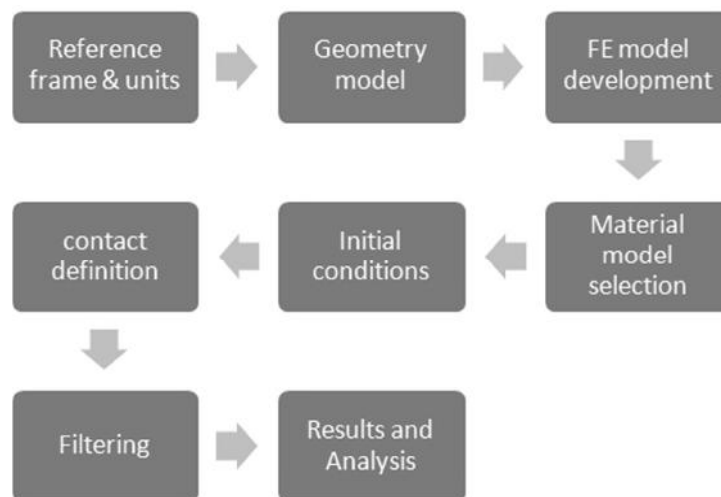 Reference
frame & units
Geometry
model
FE model
development
Material
model
selection
Initial
conditions
contact
definition
Filtering
Results and
Analysis